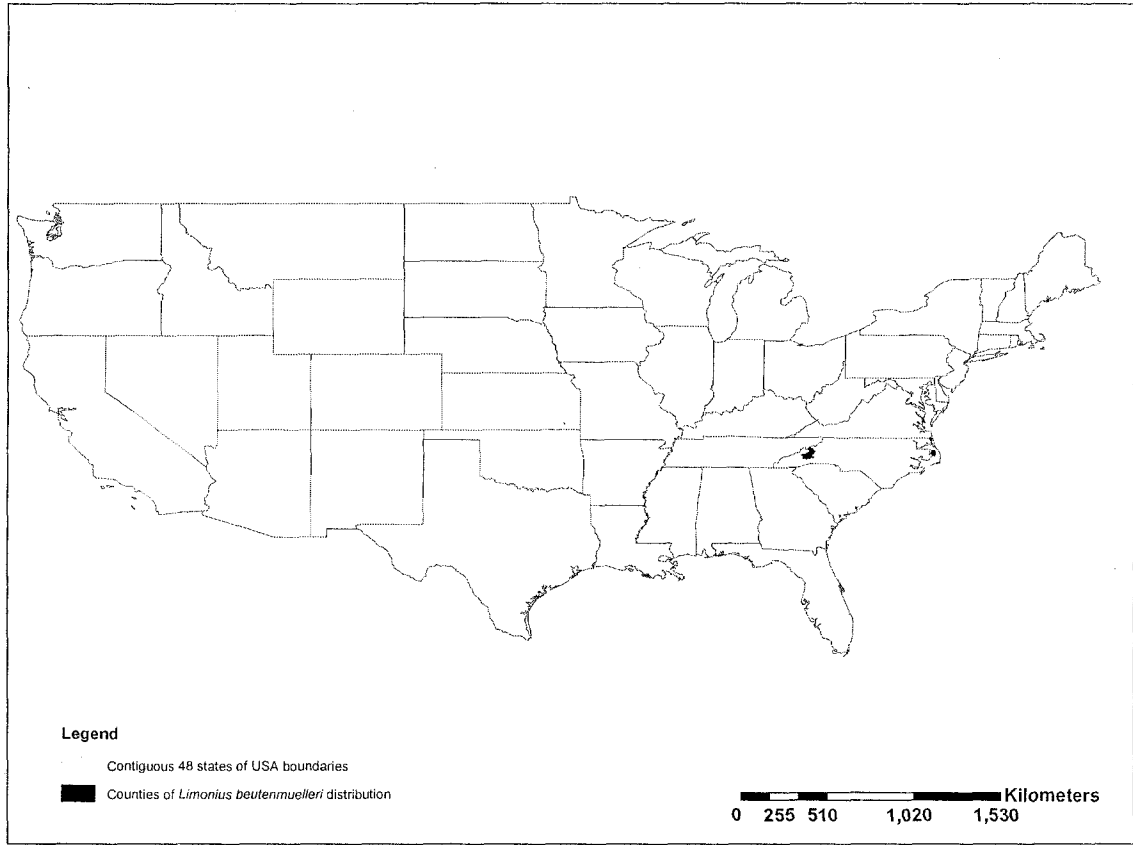 Legend
Contiguous 48 states of USA boundaries
Counties of Limonius beutenmuelleri distribution
Kilometers
0 255 510 1,020 1,530